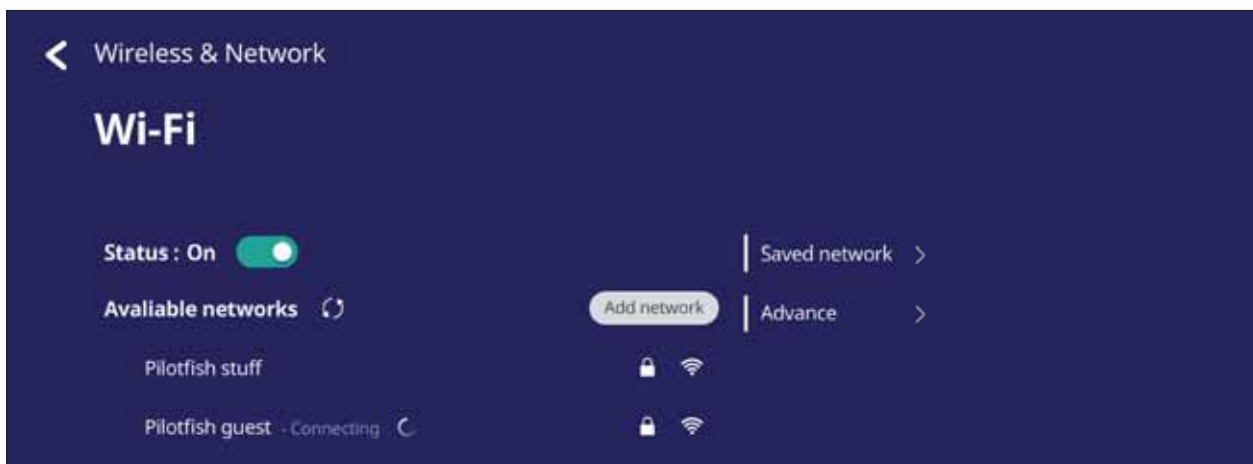 Wireless & Network
Wi-Fi
Status : On
Saved network
Avaliable networks
Add network
Advance
Pilotfish stuff
Pilotfish guest - Connecting